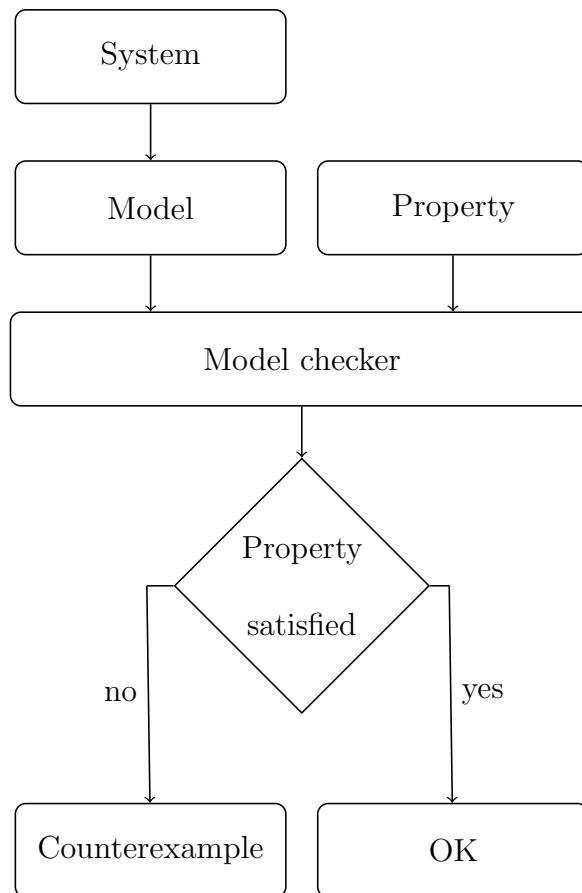 System
Model
Property
Model checker
Property
satisfied
no
yes
Counterexample
OK